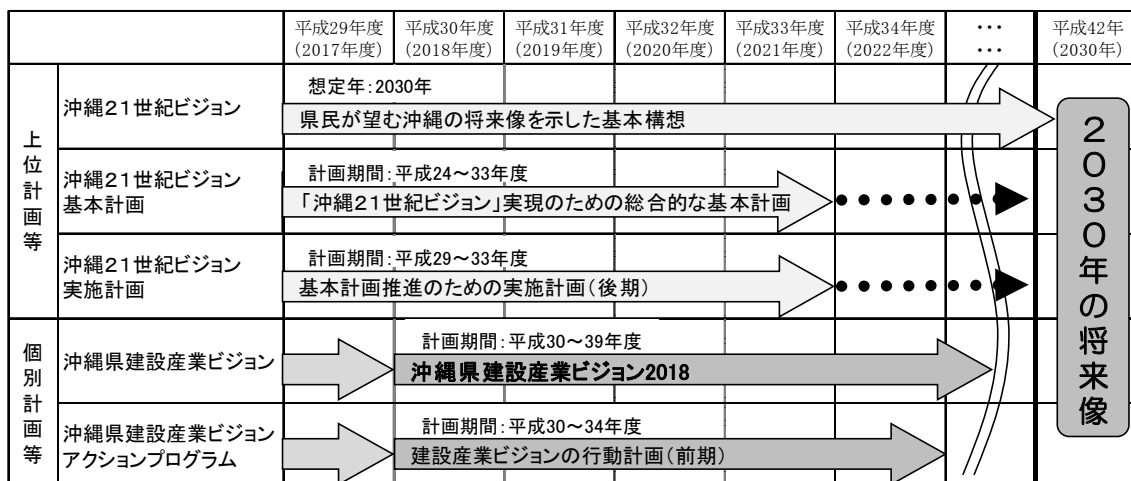 平成29年度 平成30年度 平成31年度 平成32年度 平成33年度 平成34年度 … 平成42年
(2017年度) (2018年度) (2019年度) (2020年度) (2021年度) (2022年度) … (2030年)
上位計画等
沖縄21世紀ビジョン
想定年:2030年
県民が望む沖縄の将来像を示した基本構想
沖縄21世紀ビジョン
基本計画
計画期間:平成24～33年度
「沖縄21世紀ビジョン」実現のための総合的な基本計画
沖縄21世紀ビジョン
実施計画
計画期間:平成29～33年度
基本計画推進のための実施計画(後期)
個別計画等
沖縄県建設産業ビジョン
計画期間:平成30～39年度
沖縄県建設産業ビジョン2018
沖縄県建設産業ビジョン
アクションプログラム
計画期間:平成30～34年度
建設産業ビジョンの行動計画(前期)
2030年の将来像